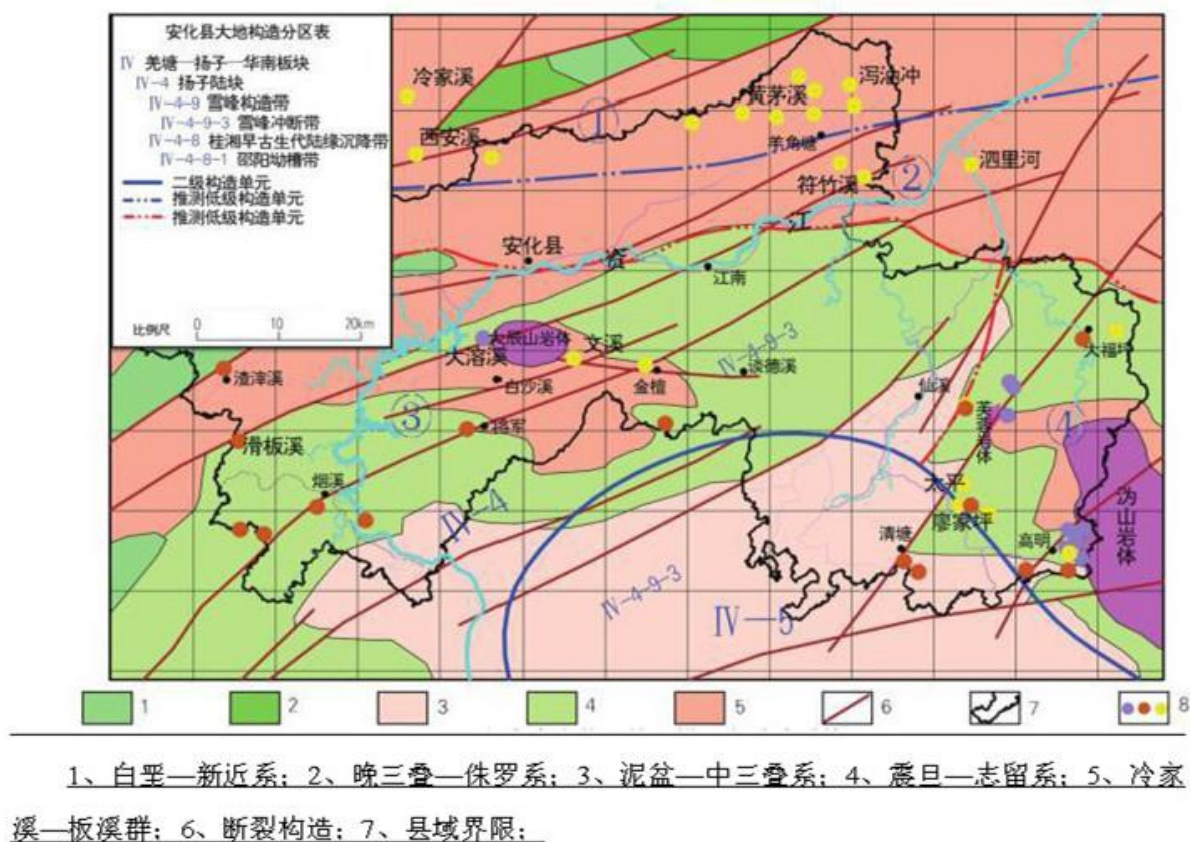 安化县大地构造分区表
Ⅳ 羌塘—扬子—华南板块
Ⅳ-4 扬子陆块
Ⅳ-4-9 雪峰构造带
Ⅳ-4-9-3 雪峰冲断带
Ⅳ-4-8 桂湘早古生代陆缘沉降带
Ⅳ-4-8-1 邵阳坳槽带
二级构造单元
推测低级构造单元
推测低级构造单元
比例尺 0 10 20km
冷家溪
黄茅溪
泻油冲
①
西安溪
羊角塘
泗里河
符竹溪
②
江
安化县
资
江南
大溶溪
文溪
Ⅳ-4-9-3
大福坪
渣滓溪
白沙溪
金檀
谈德溪
仙溪
芙蓉岩体
③
④
滑板溪
烟溪
Ⅳ-4
太平
廖家坪
沩山岩体
清塘
高明
Ⅳ-4-9-3
Ⅳ—5
1 2 3 4 5 6 7 8
1、白垩—新近系；2、晚三叠—侏罗系；3、泥盆—中三叠系；4、震旦—志留系；5、冷家
溪—板溪群；6、断裂构造；7、县域界限；